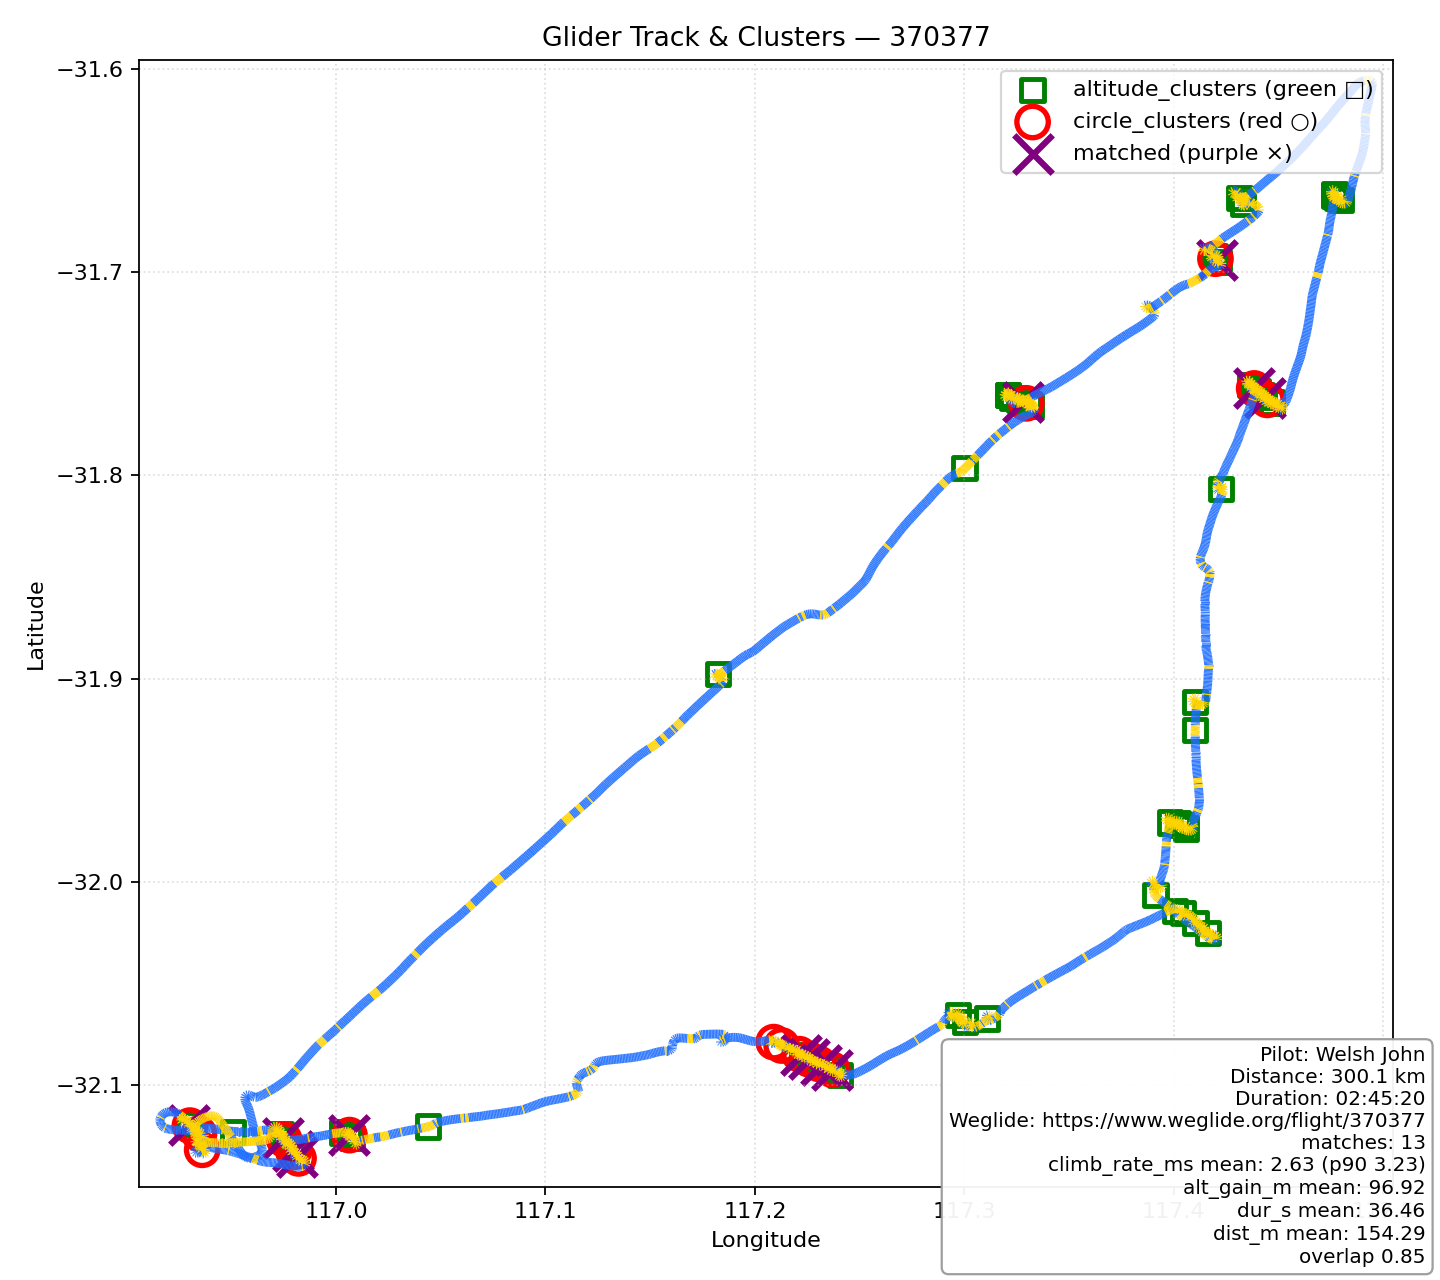 Glider Track & Clusters — 370377
altitude_clusters (green □)
circle_clusters (red ○)
matched (purple ×)
−31.6
−31.7
−31.8
−31.9
−32.0
−32.1
Latitude
117.0
117.1
117.2
117.3
117.4
Longitude
Pilot: Welsh John
Distance: 300.1 km
Duration: 02:45:20
Weglide: https://www.weglide.org/flight/370377
matches: 13
climb_rate_ms mean: 2.63 (p90 3.23)
alt_gain_m mean: 96.92
dur_s mean: 36.46
dist_m mean: 154.29
overlap 0.85